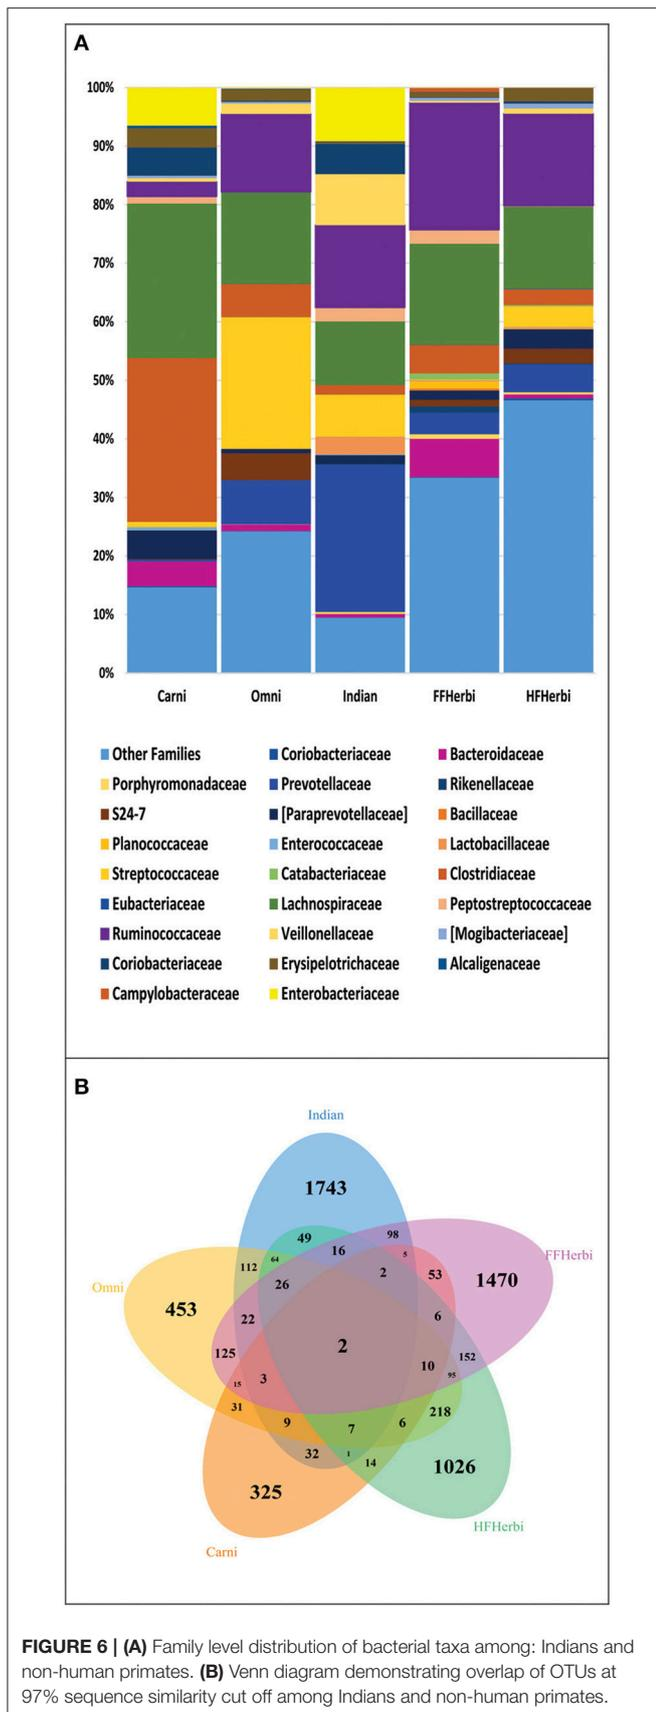 A
100%
90%
80%
70%
60%
50%
40%
30%
20%
10%
0%
Carni Omni Indian FFHerbi HFHerbi
Other Families Coriobacteriaceae Bacteroidaceae
Porphyromonadaceae Prevotellaceae Rikenellaceae
S24-7 [Paraprevotellaceae] Bacillaceae
Planococcaceae Enterococcaceae Lactobacillaceae
Streptococcaceae Catabacteriaceae Clostridiaceae
Eubacteriaceae Lachnospiraceae Peptostreptococcaceae
Ruminococcaceae Veillonellaceae [Mogibacteriaceae]
Coriobacteriaceae Erysipelotrichaceae Alcaligenaceae
Campylobacteraceae Enterobacteriaceae
B
Indian
1743
49 98
16 5
FFHerbi
112 64 2 53 1470
Omni 26
453 22 6
2
125 10 152
15 3 95
31 218
9 7 6
32 1 14 1026
325
HFHerbi
Carni
FIGURE 6 | (A) Family level distribution of bacterial taxa among: Indians and
non-human primates. (B) Venn diagram demonstrating overlap of OTUs at
97% sequence similarity cut off among Indians and non-human primates.